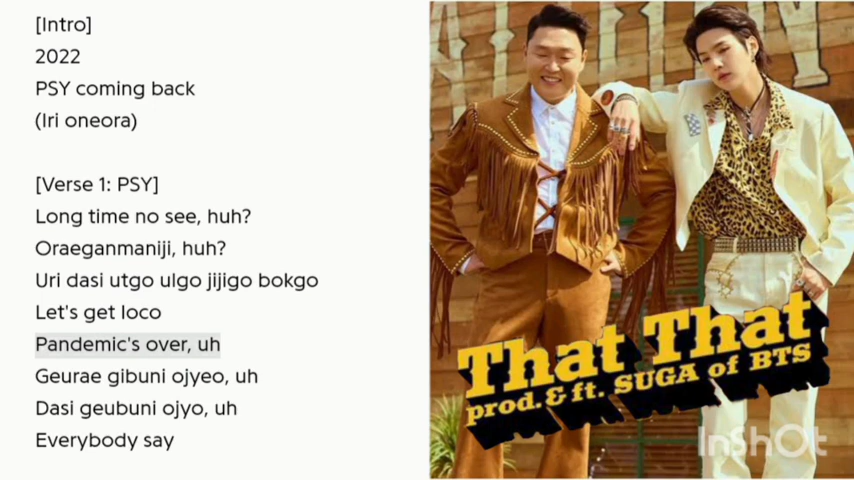 [Intro]
2022
PSY coming back
(Iri oneora)
[Verse 1: PSY]
Long time no see, huh?
Oraeganmaniji, huh?
Uri dasi utgo ulgo jijigo bokgo
Let's get loco
Pandemic's over, uh
Geurae gibuni ojyeo, uh
Dasi geubuni ojyo, uh
Everybody say
That That
prod. & ft. SUGA of BTS
InShOt